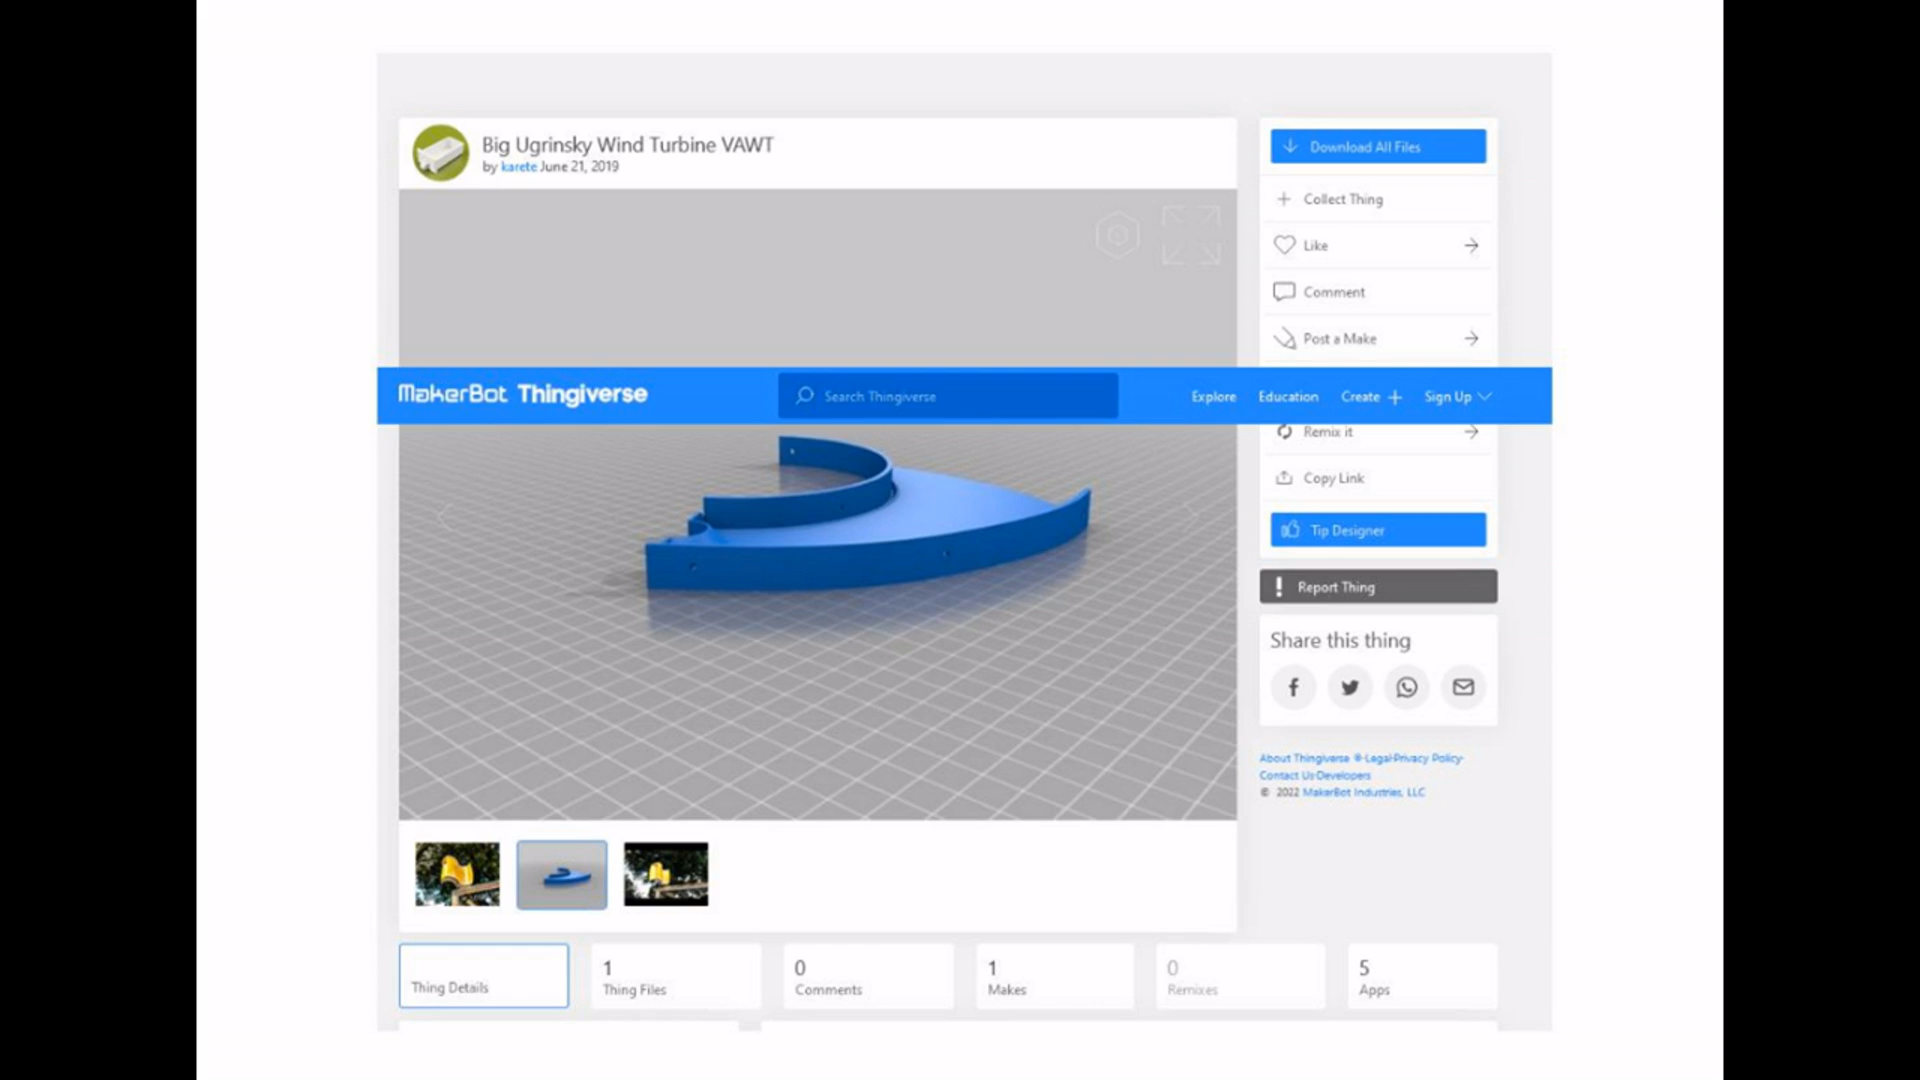 Big Ugrinsky Wind Turbine VAWT
by karete June 21, 2019
Download All Files
Collect Thing
Like
Comment
Post a Make
MakerBot Thingiverse
Search Thingiverse
Explore
Education
Create
Sign Up
Remix it
Copy Link
Tip Designer
Report Thing
Share this thing
About Thingiverse ®·Legal·Privacy Policy·
Contact Us·Developers
© 2022 MakerBot Industries, LLC
Thing Details
1
Thing Files
0
Comments
1
Makes
0
Remixes
5
Apps